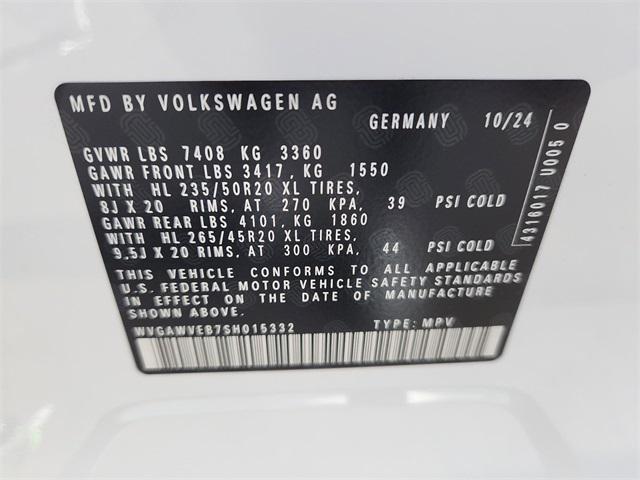 MFD BY VOLKSWAGEN AG
GERMANY 10/24
GVWR LBS 7408 KG 3360
GAWR FRONT LBS 3417, KG 1550
WITH HL 235/50R20 XL TIRES,
8J X 20 RIMS, AT 270 KPA, 39 PSI COLD
GAWR REAR LBS 4101, KG 1860
WITH HL 265/45R20 XL TIRES,
9.5J X 20 RIMS, AT 300 KPA, 44 PSI COLD
THIS VEHICLE CONFORMS TO ALL APPLICABLE
U.S. FEDERAL MOTOR VEHICLE SAFETY STANDARDS
IN EFFECT ON THE DATE OF MANUFACTURE
SHOWN ABOVE.
WVGAWVEB7SH015332 TYPE: MPV
4316017 U005 0